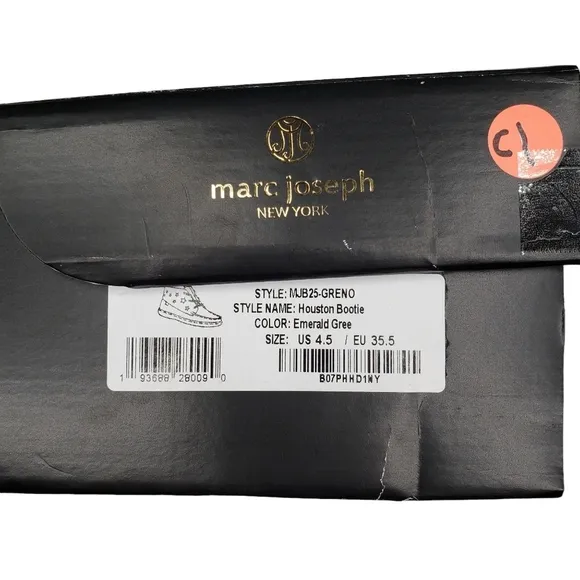 C)
marc joseph
NEW YORK
STYLE: MJB25-GRENO
STYLE NAME: Houston Bootie
COLOR: Emerald Gree
SIZE: US 4.5 / EU 35.5
1 93688 28009 0
B07PHHD1NY